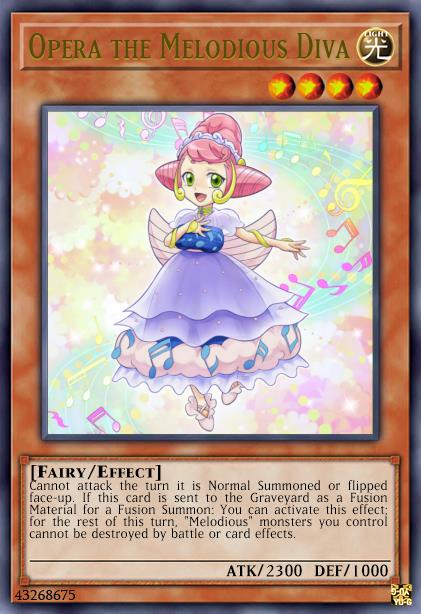 Opera the Melodious Diva
LIGHT
光
[Fairy/Effect]
Cannot attack the turn it is Normal Summoned or flipped
face-up. If this card is sent to the Graveyard as a Fusion
Material for a Fusion Summon: You can activate this effect;
for the rest of this turn, "Melodious" monsters you control
cannot be destroyed by battle or card effects.
ATK/2300 DEF/1000
43268675